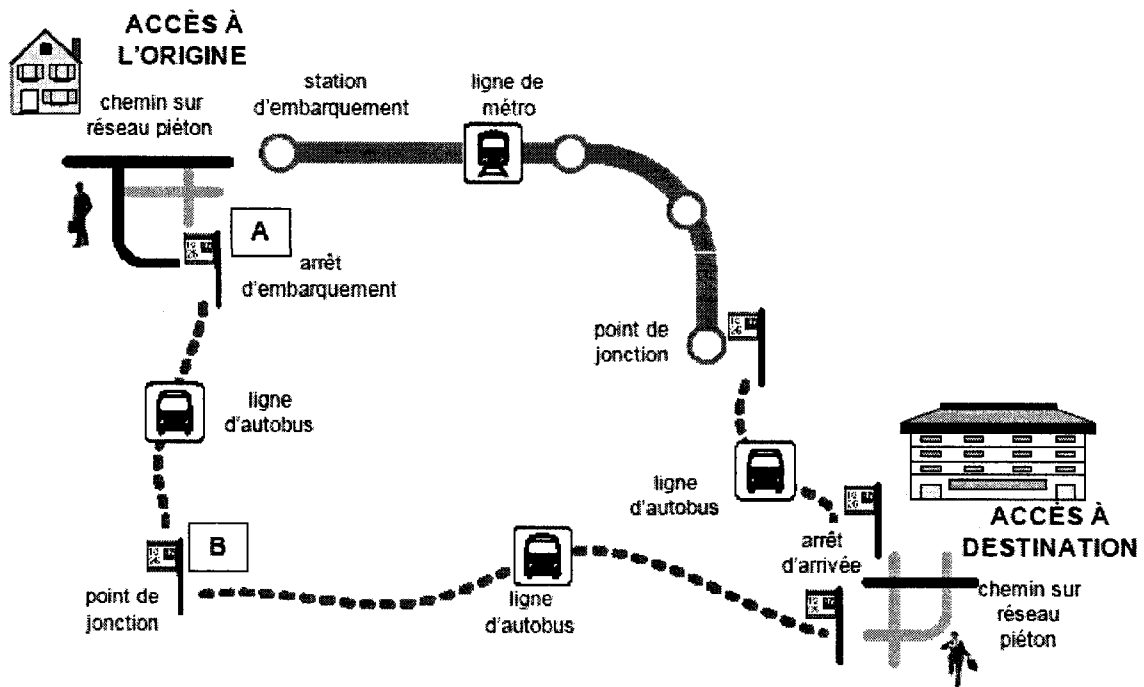 ACCÈS À
L'ORIGINE
chemin sur
réseau piéton
station
d'embarquement
ligne de
métro
A
arrêt
d'embarquement
point de
jonction
ligne
d'autobus
ligne
d'autobus
ACCÈS À
DESTINATION
arrêt
d'arrivée
B
point de
jonction
ligne
d'autobus
chemin sur
réseau
piéton